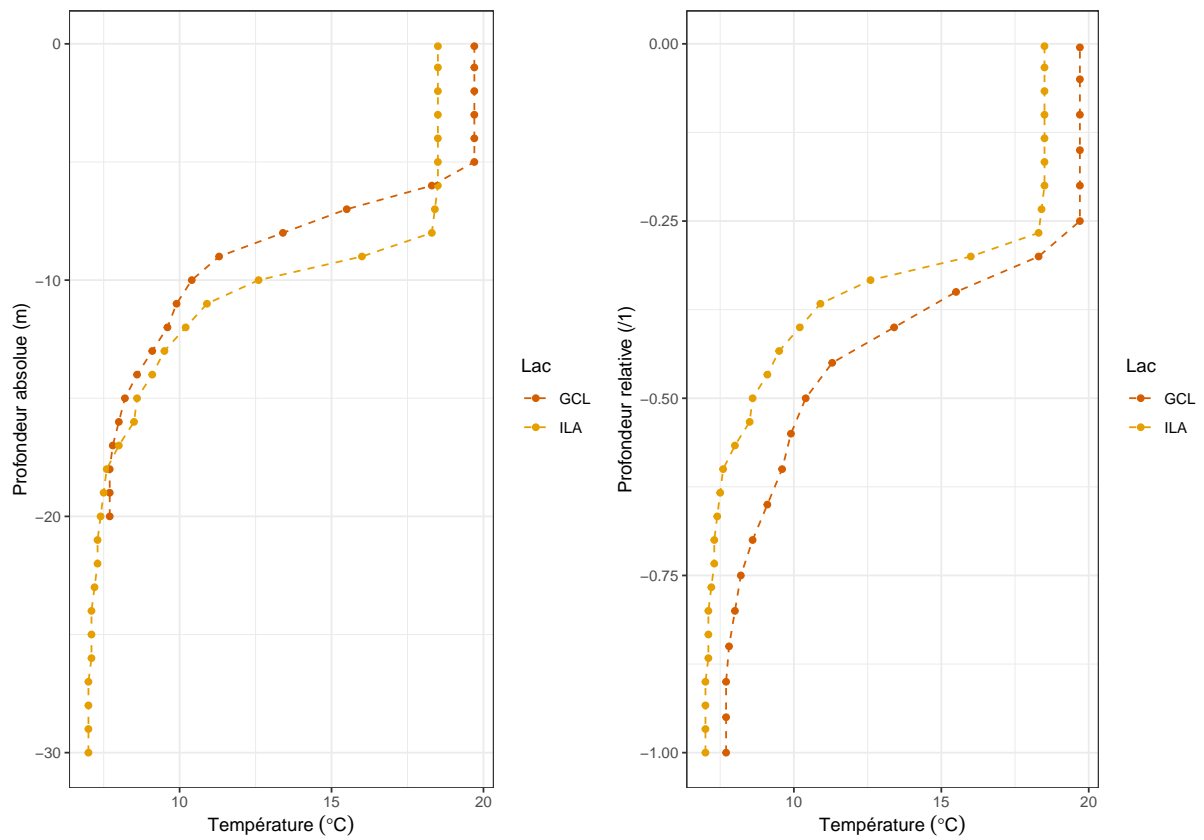 0
−10
−20
−30
Profondeur absolue (m)
10
15
20
Température (°C)
Lac
GCL
ILA
0.00
−0.25
−0.50
−0.75
−1.00
Profondeur relative (/1)
10
15
20
Température (°C)
Lac
GCL
ILA